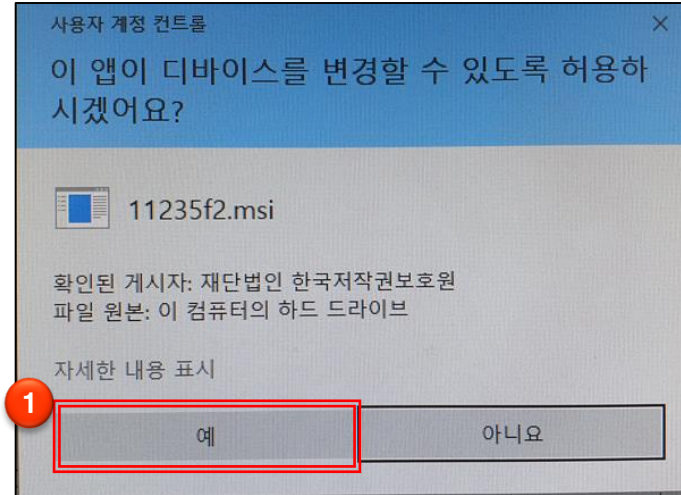 사용자 계정 컨트롤
이 앱이 디바이스를 변경할 수 있도록 허용하
시겠어요?
11235f2.msi
확인된 게시자: 재단법인 한국저작권보호원
파일 원본: 이 컴퓨터의 하드 드라이브
자세한 내용 표시
1
예
아니요